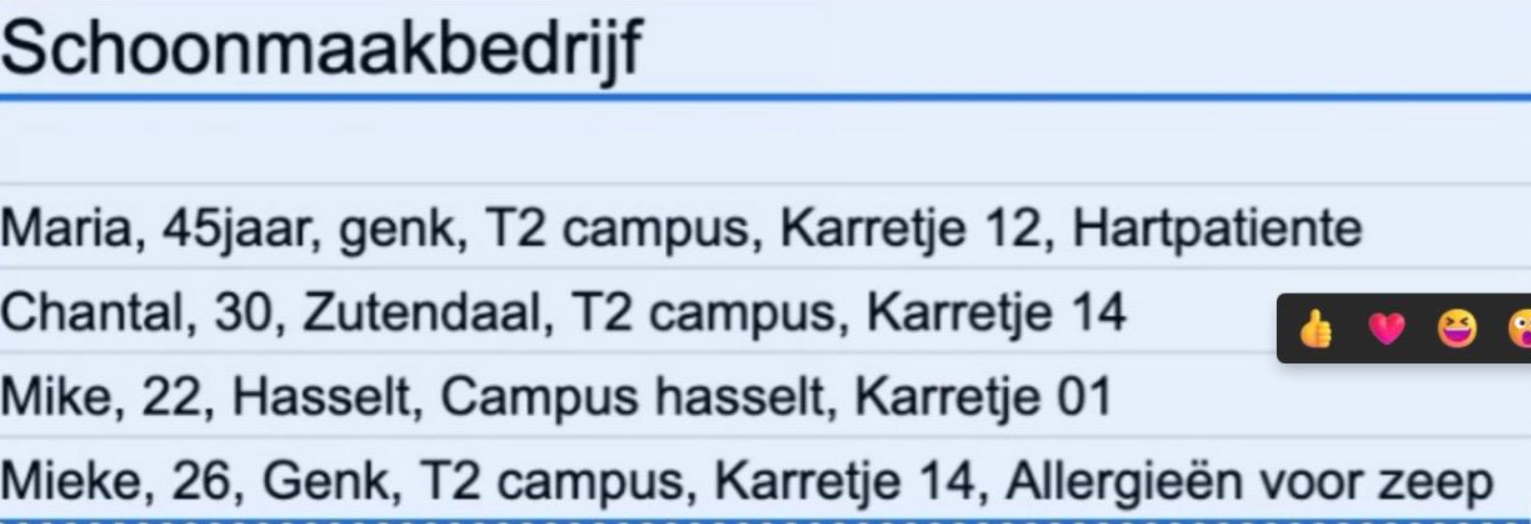 Schoonmaakbedrijf
Maria, 45jaar, genk, T2 campus, Karretje 12, Hartpatiente
Chantal, 30, Zutendaal, T2 campus, Karretje 14
Mike, 22, Hasselt, Campus hasselt, Karretje 01
Mieke, 26, Genk, T2 campus, Karretje 14, Allergieën voor zeep